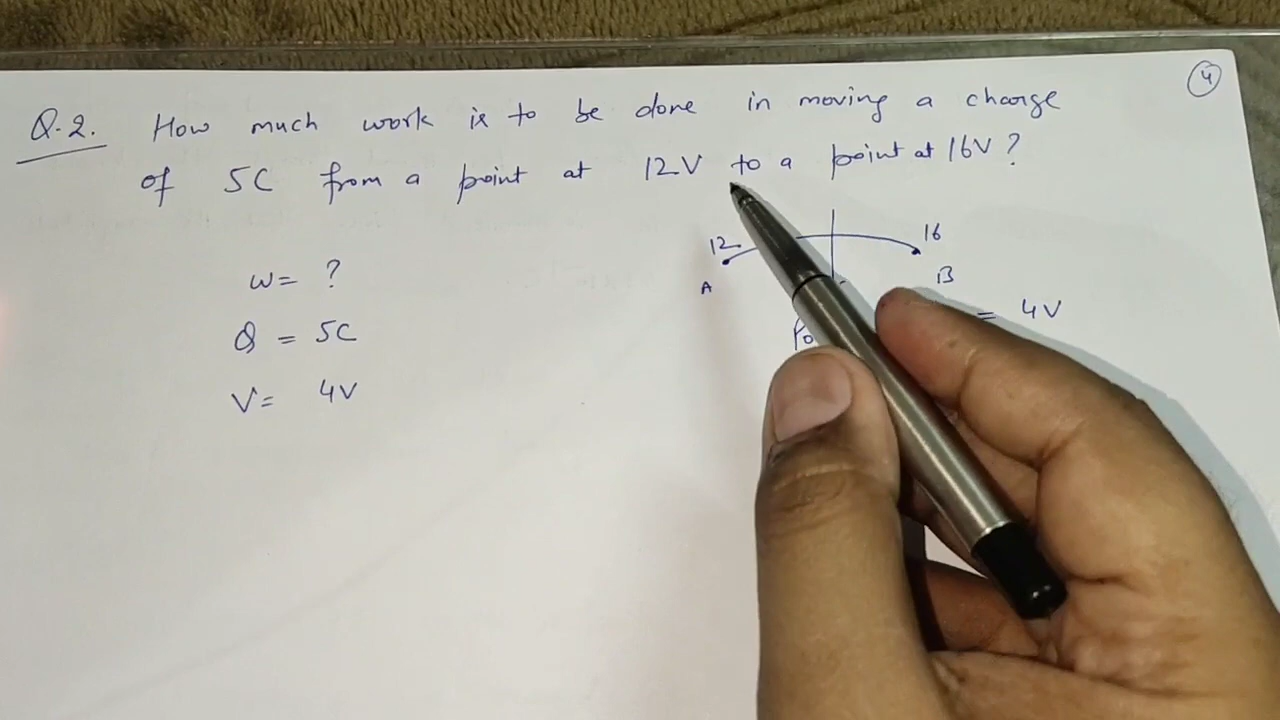 4
Q.2. How much work is to be done in moving a charge
of 5C from a point at 12V to a point at 16V?
12 16
A B
W = ?
= 4V
Q = 5C
V = 4V